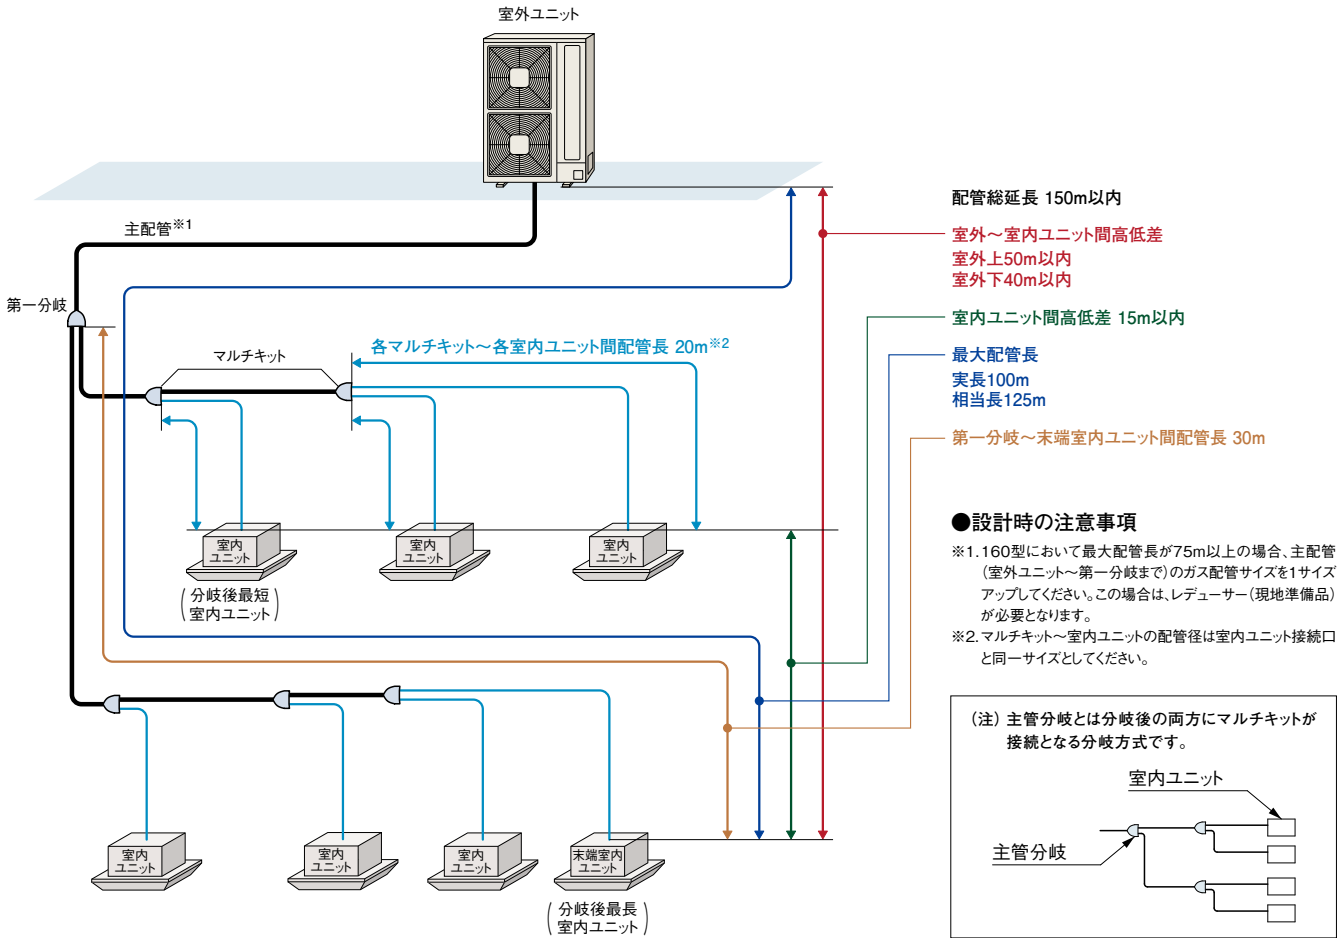 室外ユニット
主配管※1
第一分岐
マルチキット
各マルチキット～各室内ユニット間配管長 20m※2
室内
ユニット
(分岐後最短
室内ユニット)
室内
ユニット
室内
ユニット
室内
ユニット
室内
ユニット
室内
ユニット
末端室内
ユニット
(分岐後最長
室内ユニット)
配管総延長 150m以内
室外～室内ユニット間高低差
室外上50m以内
室外下40m以内
室内ユニット間高低差 15m以内
最大配管長
実長100m
相当長125m
第一分岐～末端室内ユニット間配管長 30m
●設計時の注意事項
※1.160型において最大配管長が75m以上の場合、主配管
(室外ユニット～第一分岐まで)のガス配管サイズを1サイズ
アップしてください。この場合は、レデューサー(現地準備品)
が必要となります。
※2.マルチキット～室内ユニットの配管径は室内ユニット接続口
と同一サイズとしてください。
(注) 主管分岐とは分岐後の両方にマルチキットが
接続となる分岐方式です。
室内ユニット
主管分岐